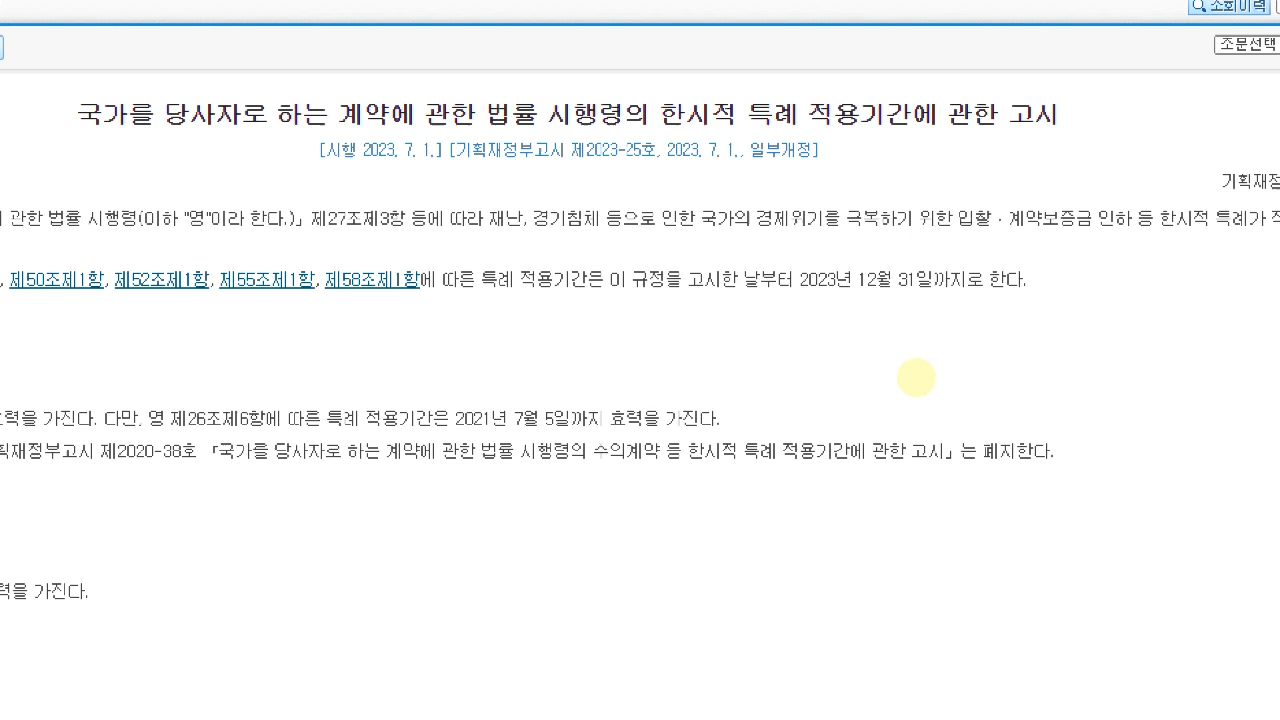 소회이력
조문선택
국가를 당사자로 하는 계약에 관한 법률 시행령의 한시적 특례 적용기간에 관한 고시
[시행 2023. 7. 1.] [기획재정부고시 제2023-25호, 2023. 7. 1., 일부개정]
기획재정
관한 법률 시행령(이하 "영"이라 한다.)」 제27조제3항 등에 따라 재난, 경기침체 등으로 인한 국가의 경제위기를 극복하기 위한 입찰·계약보증금 인하 등 한시적 특례가
, 제50조제1항, 제52조제1항, 제55조제1항, 제58조제1항에 따른 특례 적용기간은 이 규정을 고시한 날부터 2023년 12월 31일까지로 한다.
력을 가진다. 다만, 영 제26조제6항에 따른 특례 적용기간은 2021년 7월 5일까지 효력을 가진다.
획재정부고시 제2020-38호 「국가를 당사자로 하는 계약에 관한 법률 시행령의 수의계약 등 한시적 특례 적용기간에 관한 고시」는 폐지한다.
력을 가진다.